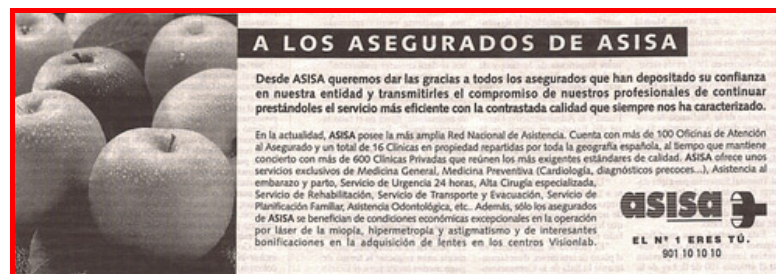 A LOS ASEGURADOS DE ASISA
Desde ASISA queremos dar las gracias a todos los asegurados que han depositado su confianza
en nuestra entidad y transmitirles el compromiso de nuestros profesionales de continuar
prestándoles el servicio más eficiente con la contrastada calidad que siempre nos ha caracterizado.
En la actualidad, ASISA posee la más amplia Red Nacional de Asistencia. Cuenta con más de 100 Oficinas de Atención
al Asegurado y un total de 16 Clínicas en propiedad repartidas por toda la geografía española, al tiempo que mantiene
concierto con más de 600 Clínicas Privadas que reúnen los más exigentes estándares de calidad. ASISA ofrece unos
servicios exclusivos de Medicina General, Medicina Preventiva (Cardiología, diagnósticos precoces...), Asistencia al
embarazo y parto, Servicio de Urgencia 24 horas, Alta Cirugía especializada,
Servicio de Rehabilitación, Servicio de Transporte y Evacuación, Servicio de
Planificación Familiar, Asistencia Odontológica, etc.. Además, sólo los asegurados
de ASISA se benefician de condiciones económicas excepcionales en la operación
por láser de la miopía, hipermetropía y astigmatismo y de interesantes
bonificaciones en la adquisición de lentes en los centros Visionlab.
asisa
EL Nº 1 ERES TÚ.
901 10 10 10